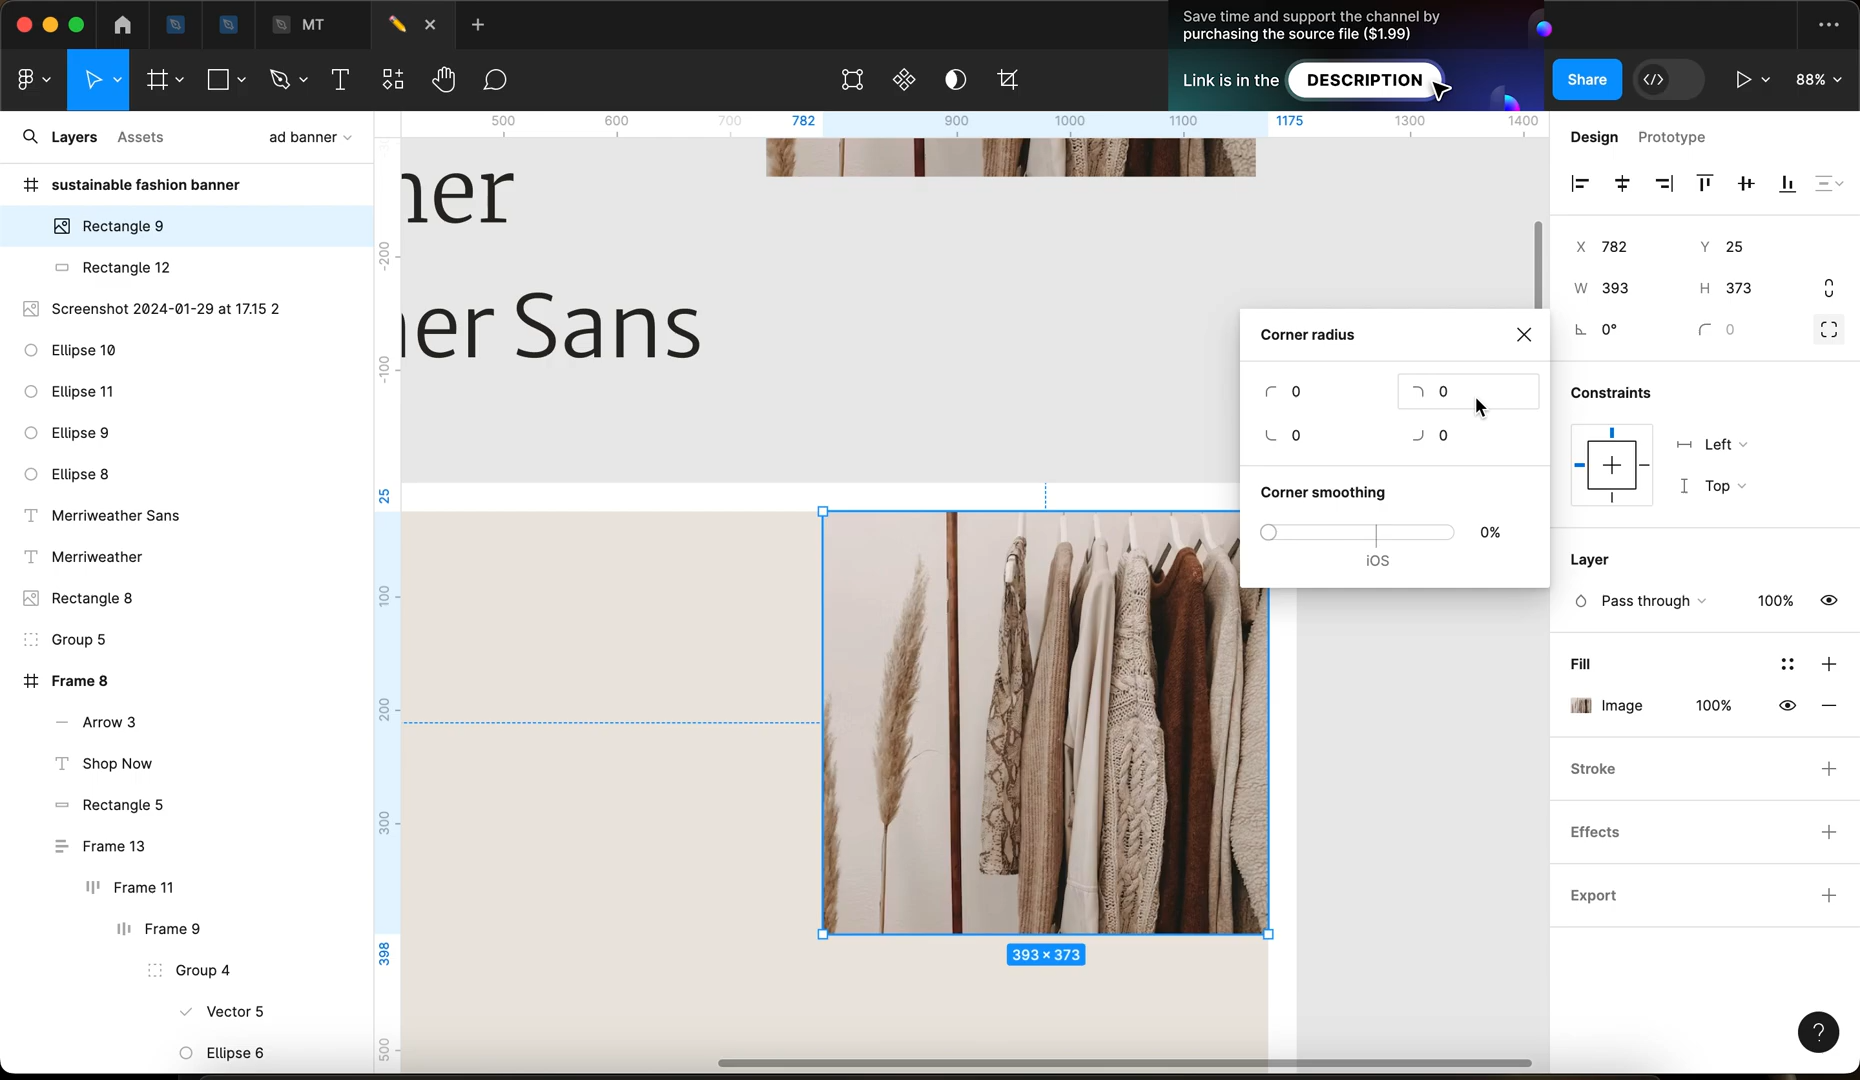 MT
Save time and support the channel by
purchasing the source file ($1.99)
Link is in the DESCRIPTION
Share
88%
Layers
Assets
ad banner
500
600
700
782
900
1000
1100
1175
1300
1400
Design
Prototype
sustainable fashion banner
Rectangle 9
Rectangle 12
Screenshot 2024-01-29 at 17.15 2
Ellipse 10
Ellipse 11
Ellipse 9
Ellipse 8
Merriweather Sans
Merriweather
Rectangle 8
Group 5
Frame 8
Arrow 3
Shop Now
Rectangle 5
Frame 13
Frame 11
Frame 9
Group 4
Vector 5
Ellipse 6
-200
-100
25
100
200
300
398
500
ner
ner Sans
393 × 373
Corner radius
0
0
0
0
Corner smoothing
0%
iOS
X 782
Y 25
W 393
H 373
0°
0
Constraints
Left
Top
Layer
Pass through
100%
Fill
Image
100%
Stroke
Effects
Export
?